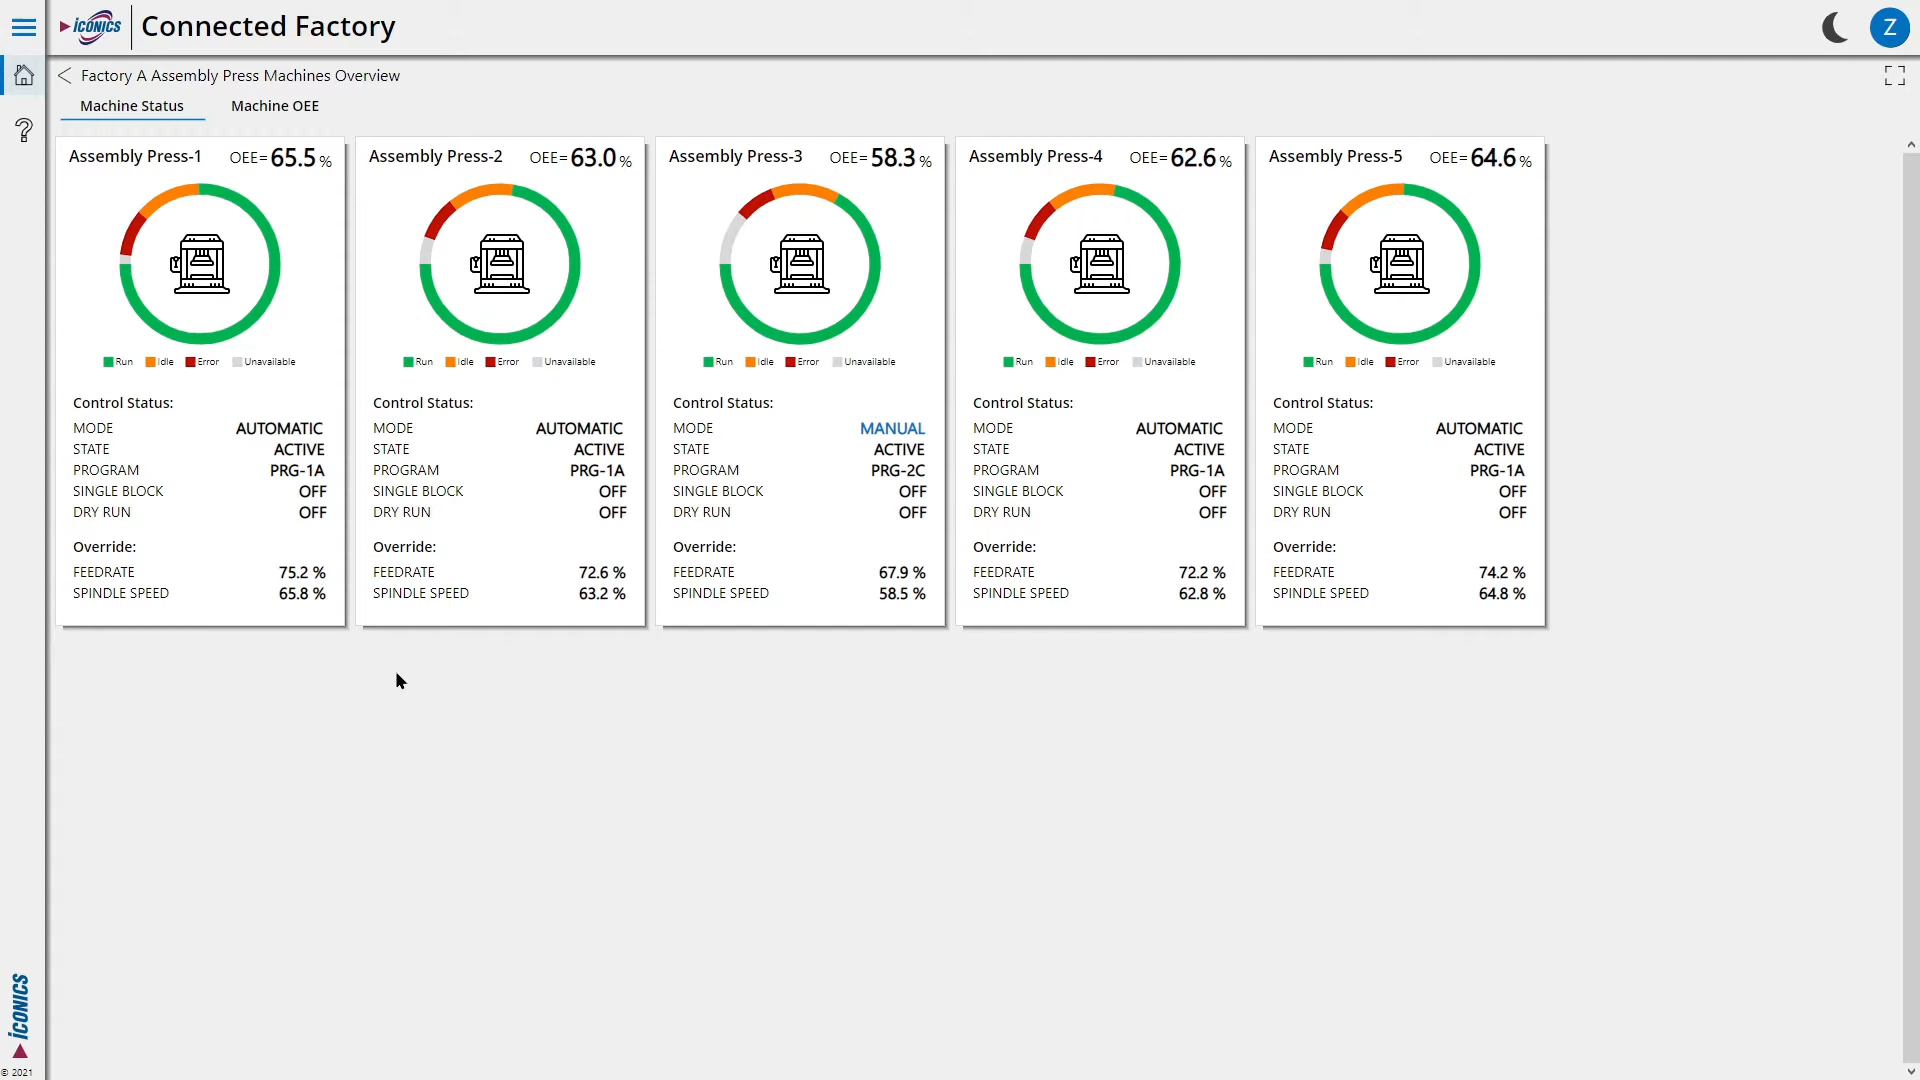 ICONICS
Connected Factory
Z
Factory A Assembly Press Machines Overview
Machine Status
Machine OEE
Assembly Press-1 OEE= 65.5 %
Run Idle Error Unavailable
Control Status:
MODE AUTOMATIC
STATE ACTIVE
PROGRAM PRG-1A
SINGLE BLOCK OFF
DRY RUN OFF
Override:
FEEDRATE 75.2 %
SPINDLE SPEED 65.8 %
Assembly Press-2 OEE= 63.0 %
Run Idle Error Unavailable
Control Status:
MODE AUTOMATIC
STATE ACTIVE
PROGRAM PRG-1A
SINGLE BLOCK OFF
DRY RUN OFF
Override:
FEEDRATE 72.6 %
SPINDLE SPEED 63.2 %
Assembly Press-3 OEE= 58.3 %
Run Idle Error Unavailable
Control Status:
MODE MANUAL
STATE ACTIVE
PROGRAM PRG-2C
SINGLE BLOCK OFF
DRY RUN OFF
Override:
FEEDRATE 67.9 %
SPINDLE SPEED 58.5 %
Assembly Press-4 OEE= 62.6 %
Run Idle Error Unavailable
Control Status:
MODE AUTOMATIC
STATE ACTIVE
PROGRAM PRG-1A
SINGLE BLOCK OFF
DRY RUN OFF
Override:
FEEDRATE 72.2 %
SPINDLE SPEED 62.8 %
Assembly Press-5 OEE= 64.6 %
Run Idle Error Unavailable
Control Status:
MODE AUTOMATIC
STATE ACTIVE
PROGRAM PRG-1A
SINGLE BLOCK OFF
DRY RUN OFF
Override:
FEEDRATE 74.2 %
SPINDLE SPEED 64.8 %
ICONICS
© 2021